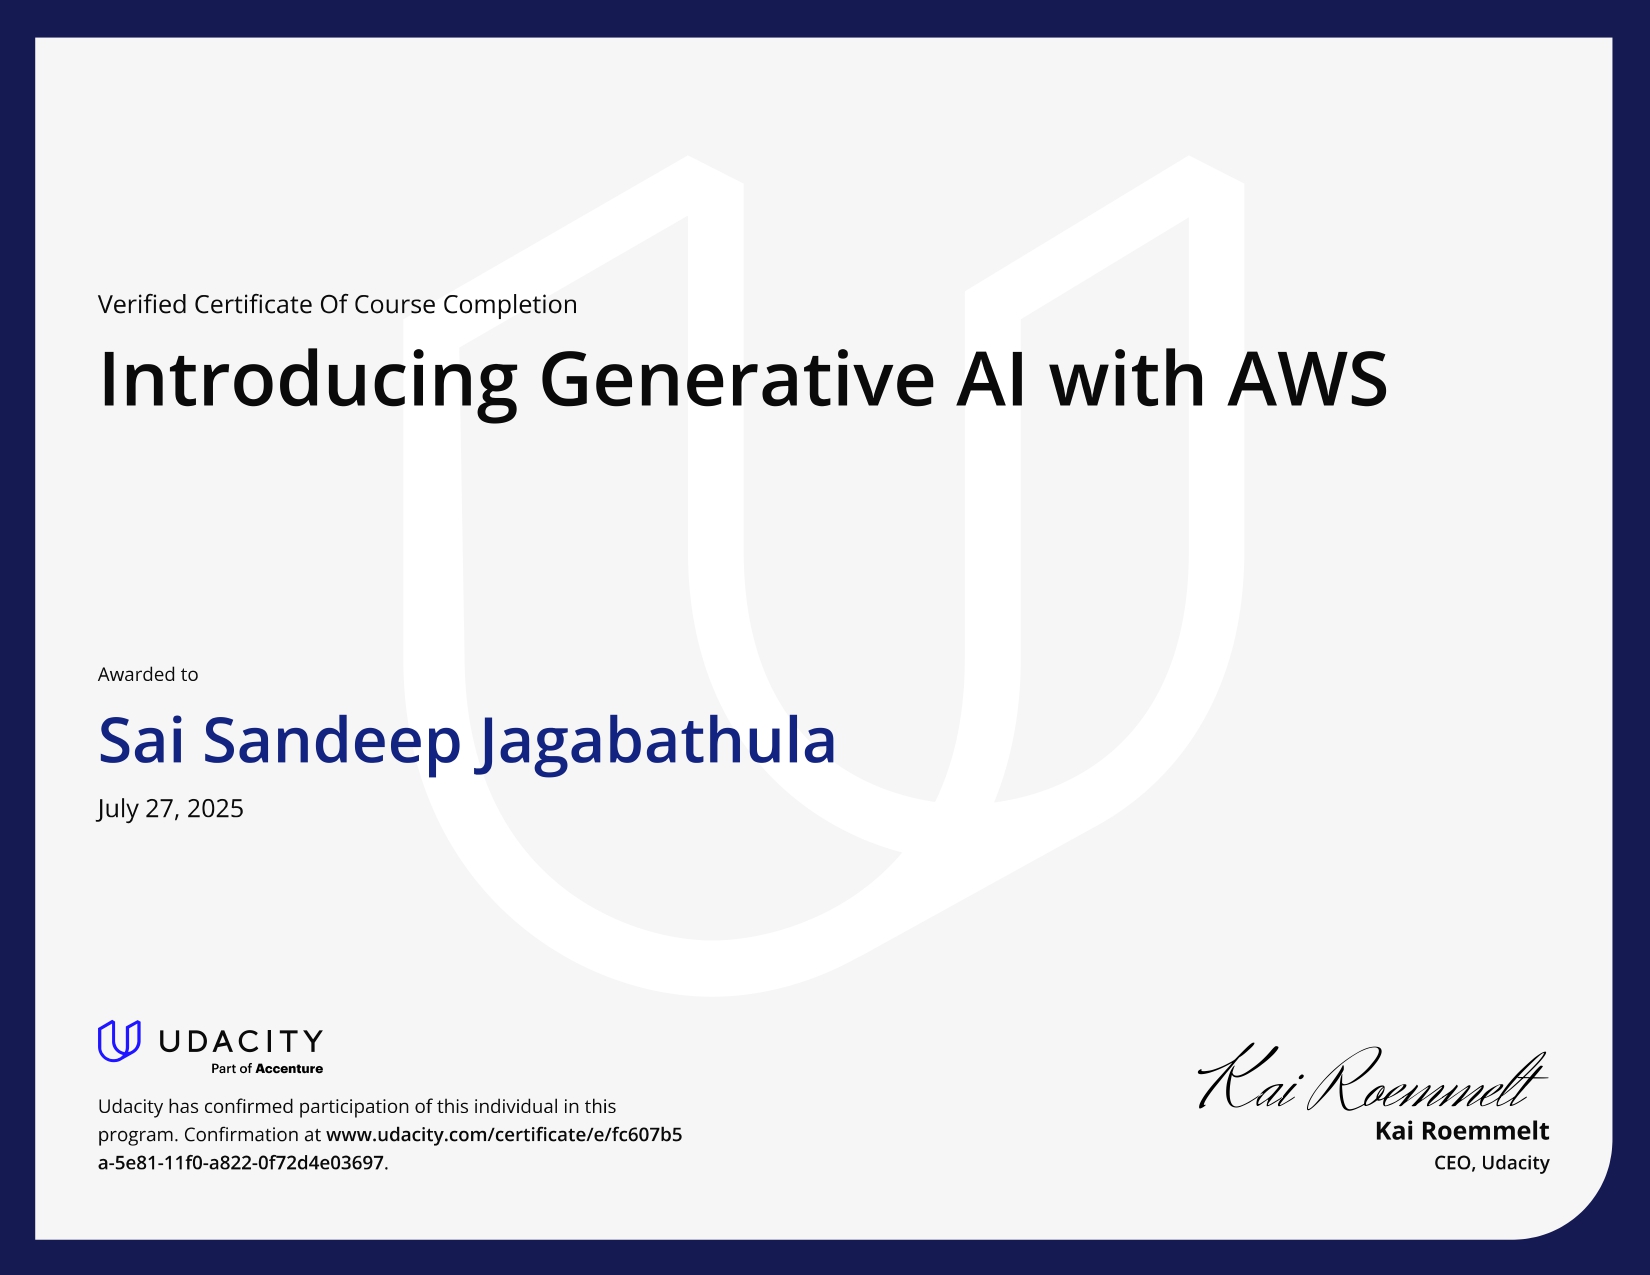 Verified Certificate Of Course Completion
Introducing Generative AI with AWS
Awarded to
Sai Sandeep Jagabathula
July 27, 2025
UDACITY
Part of Accenture
Udacity has confirmed participation of this individual in this
program. Confirmation at www.udacity.com/certificate/e/fc607b5
a-5e81-11f0-a822-0f72d4e03697.
Kai Roemmelt
Kai Roemmelt
CEO, Udacity